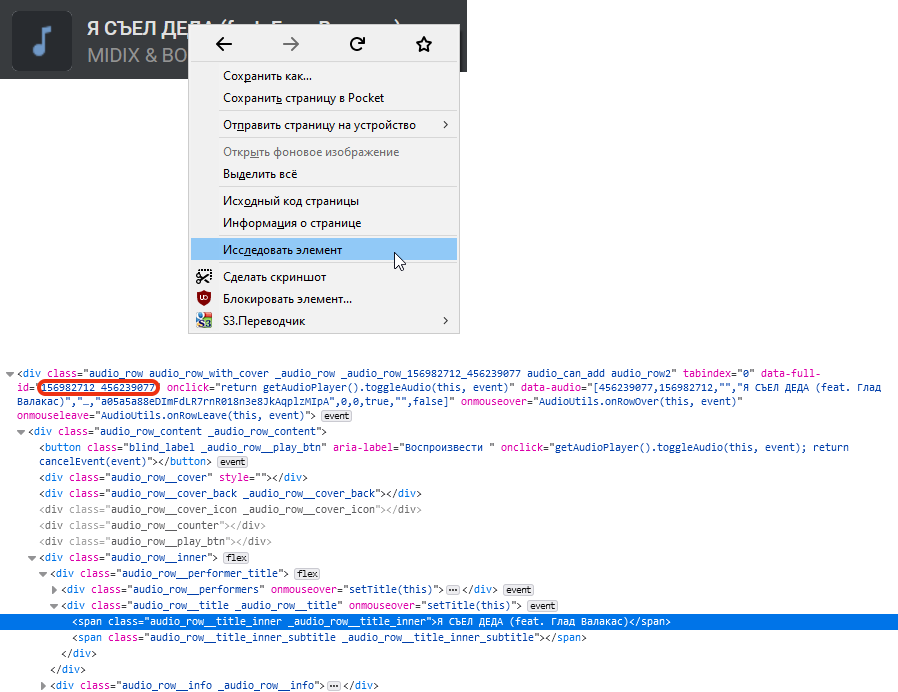 Я СЪЕЛ ДЕДА
MIDIX & BO
Сохранить как...
Сохранить страницу в Pocket
Отправить страницу на устройство
Открыть фоновое изображение
Выделить всё
Исходный код страницы
Информация о странице
Исследовать элемент
Сделать скриншот
Блокировать элемент...
S3.Переводчик
<div class="audio_row audio_row_with_cover _audio_row _audio_row_156982712_456239077 audio_can_add audio_row2" tabindex="0" data-full-
id="156982712_456239077" onclick="return getAudioPlayer().toggleAudio(this, event)" data-audio="[456239077,156982712,"","Я СЪЕЛ ДЕДА (feat. Глад
Валакас)","…,"a05a5a88eDImFdLR7rnR018n3e8JkAqplzMIpA",0,0,true,"",false]" onmouseover="AudioUtils.onRowOver(this, event)"
onmouseleave="AudioUtils.onRowLeave(this, event)"> event
<div class="audio_row_content _audio_row_content">
<button class="blind_label _audio_row__play_btn" aria-label="Воспроизвести " onclick="getAudioPlayer().toggleAudio(this, event); return
cancelEvent(event)"></button> event
<div class="audio_row__cover" style=""></div>
<div class="audio_row__cover_back _audio_row__cover_back"></div>
<div class="audio_row__cover_icon _audio_row__cover_icon"></div>
<div class="audio_row__counter"></div>
<div class="audio_row__play_btn"></div>
<div class="audio_row__inner"> flex
<div class="audio_row__performer_title"> flex
<div class="audio_row__performers" onmouseover="setTitle(this)"> ... </div> event
<div class="audio_row__title _audio_row__title" onmouseover="setTitle(this)"> event
<span class="audio_row__title_inner _audio_row__title_inner">Я СЪЕЛ ДЕДА (feat. Глад Валакас)</span>
<span class="audio_row__title_inner_subtitle _audio_row__title_inner_subtitle"></span>
</div>
</div>
<div class="audio_row__info _audio_row__info"> ... </div>